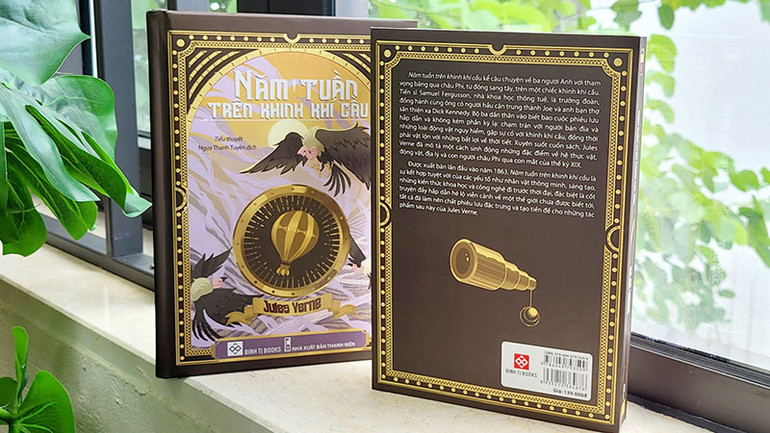 NĂM TUẦN
TRÊN KHINH KHÍ CẦU
Tiểu thuyết
Ngụy Thanh Tuyên dịch
Jules Verne
ĐINH TỊ BOOKS
NHÀ XUẤT BẢN THANH NIÊN
Năm tuần trên khinh khí cầu kể câu chuyện về ba người Anh với tham
vọng băng qua châu Phi, từ đông sang tây, trên một chiếc khinh khí cầu.
Tiến sĩ Samuel Fergusson, nhà khoa học thông tuệ, là trưởng đoàn,
đồng hành cùng ông có người hầu cận trung thành Joe và anh bạn thợ
săn thiện xạ Dick Kennedy. Bộ ba dấn thân vào biết bao cuộc phiêu lưu
hấp dẫn và không kém phần kỳ lạ: chạm trán với người bản địa và
những loài động vật nguy hiểm, gặp sự cố với khinh khí cầu, đồng thời
phải vật lộn với những bất lợi về thời tiết. Xuyên suốt cuốn sách, Jules
Verne đã mô tả một cách sinh động những đặc điểm về hệ thực vật,
động vật, địa lý và con người châu Phi qua con mắt của thế kỷ XIX.
Được xuất bản lần đầu vào năm 1863, Năm tuần trên khinh khí cầu là
sự kết hợp tuyệt vời của các yếu tố như nhân vật thông minh, sáng tạo,
những kiến thức khoa học và công nghệ đi trước thời đại, đặc biệt là cốt
truyện đầy hấp dẫn hé lộ viễn cảnh về một thế giới chưa được biết tới,
tất cả đã làm nên chất phiêu lưu đặc trưng và tạo tiền đề cho những tác
phẩm sau này của Jules Verne.
ĐINH TỊ BOOKS
Giá: 139.000đ